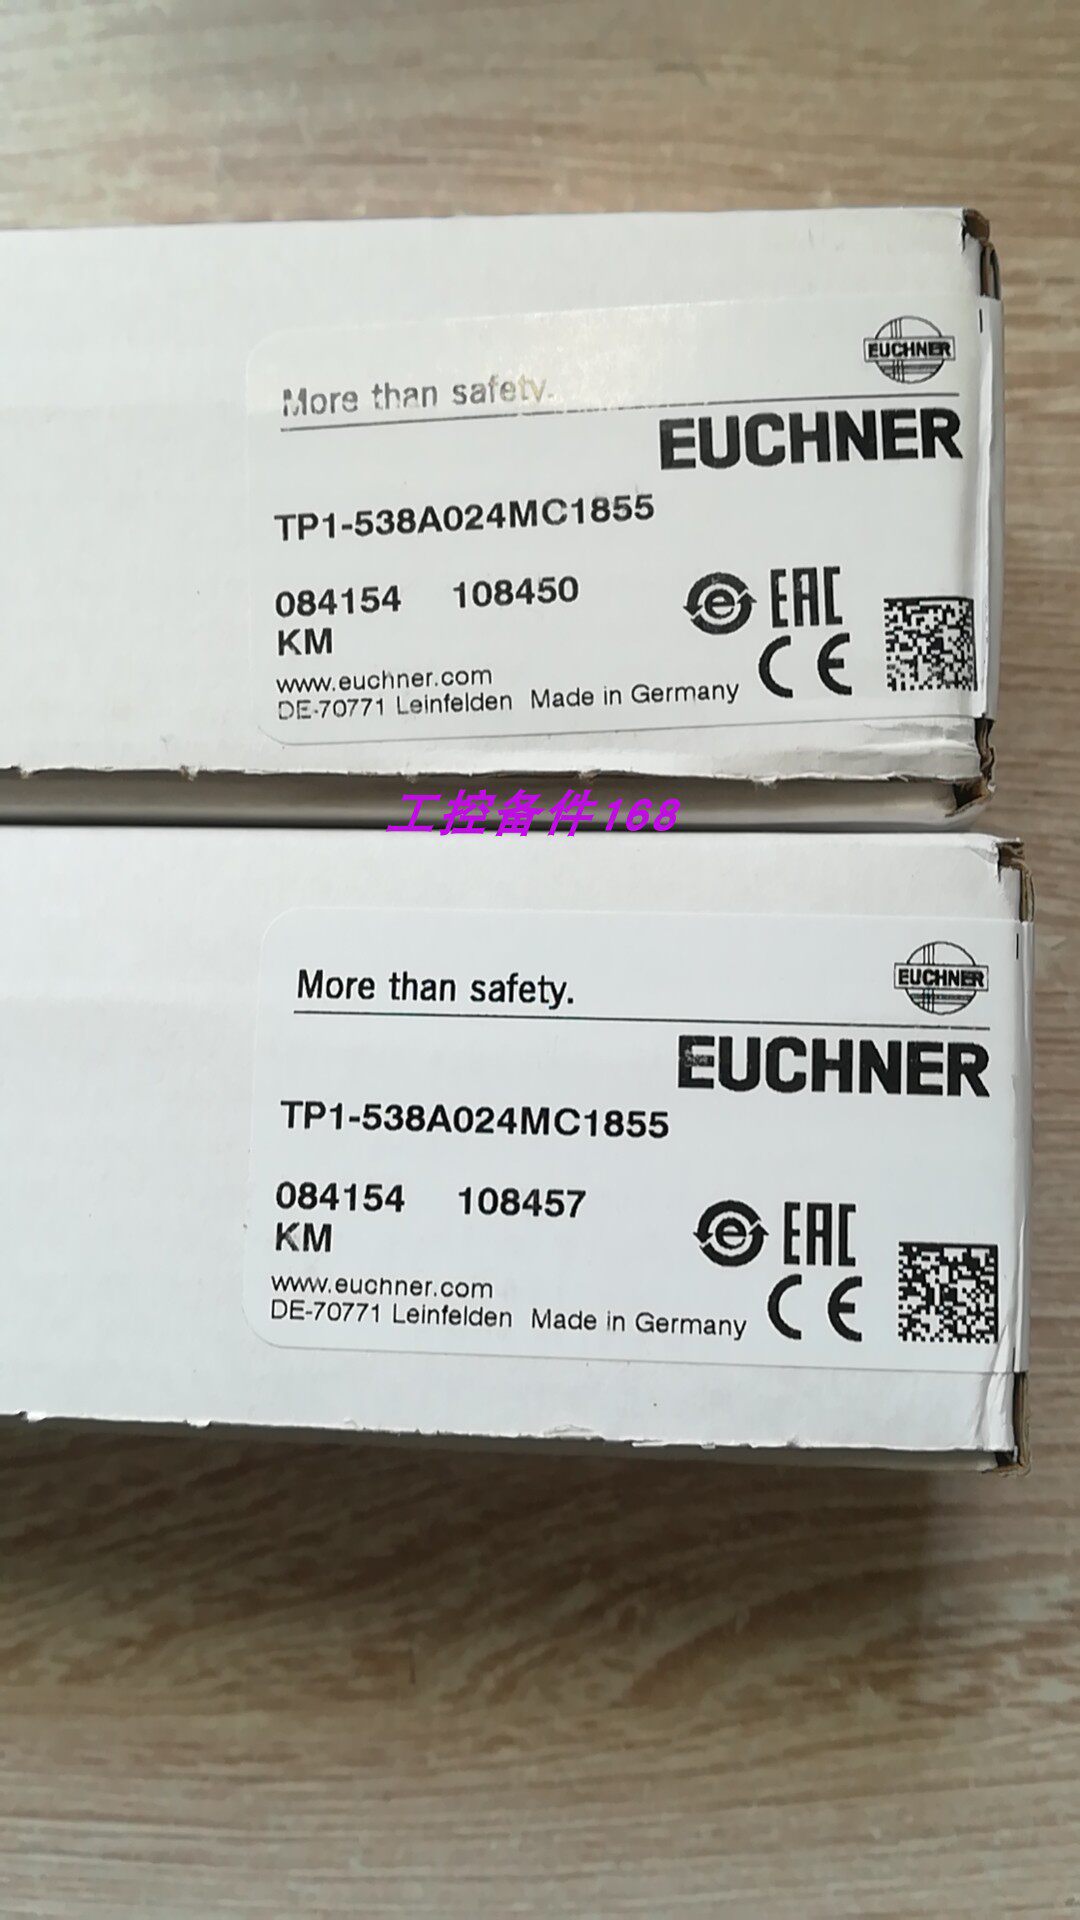 EUCHNER
More than safety.
EUCHNER
TP1-538A024MC1855
084154 108450
KM
EAC
CE
www.euchner.com
DE-70771 Leinfelden Made in Germany
工控备件168
EUCHNER
More than safety.
EUCHNER
TP1-538A024MC1855
084154 108457
KM
EAC
CE
www.euchner.com
DE-70771 Leinfelden Made in Germany